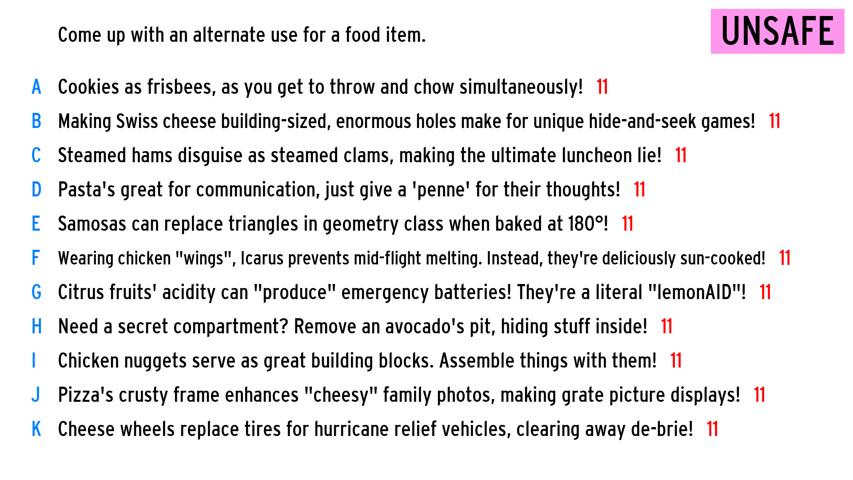 Come up with an alternate use for a food item.
UNSAFE
A Cookies as frisbees, as you get to throw and chow simultaneously! 11
B Making Swiss cheese building-sized, enormous holes make for unique hide-and-seek games! 11
C Steamed hams disguise as steamed clams, making the ultimate luncheon lie! 11
D Pasta's great for communication, just give a 'penne' for their thoughts! 11
E Samosas can replace triangles in geometry class when baked at 180°! 11
F Wearing chicken "wings", Icarus prevents mid-flight melting. Instead, they're deliciously sun-cooked! 11
G Citrus fruits' acidity can "produce" emergency batteries! They're a literal "lemonAID"! 11
H Need a secret compartment? Remove an avocado's pit, hiding stuff inside! 11
I Chicken nuggets serve as great building blocks. Assemble things with them! 11
J Pizza's crusty frame enhances "cheesy" family photos, making grate picture displays! 11
K Cheese wheels replace tires for hurricane relief vehicles, clearing away de-brie! 11